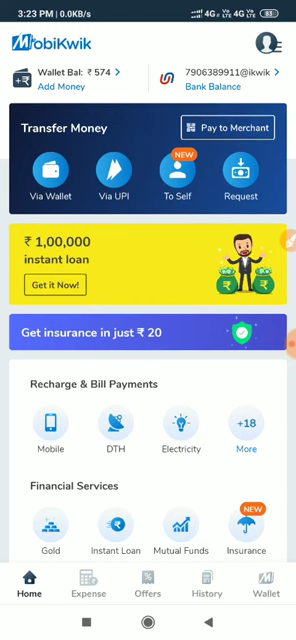 3:23 PM | 0.0KB/s
4G 4G 83
MobiKwik
Wallet Bal: ₹ 574
Add Money
7906389911@ikwik
Bank Balance
Transfer Money
Pay to Merchant
NEW
Via Wallet
Via UPI
To Self
Request
₹ 1,00,000
instant loan
Get it Now!
Get insurance in just ₹ 20
Recharge & Bill Payments
+18
Mobile
DTH
Electricity
More
Financial Services
NEW
Gold
Instant Loan
Mutual Funds
Insurance
Home
Expense
Offers
History
Wallet